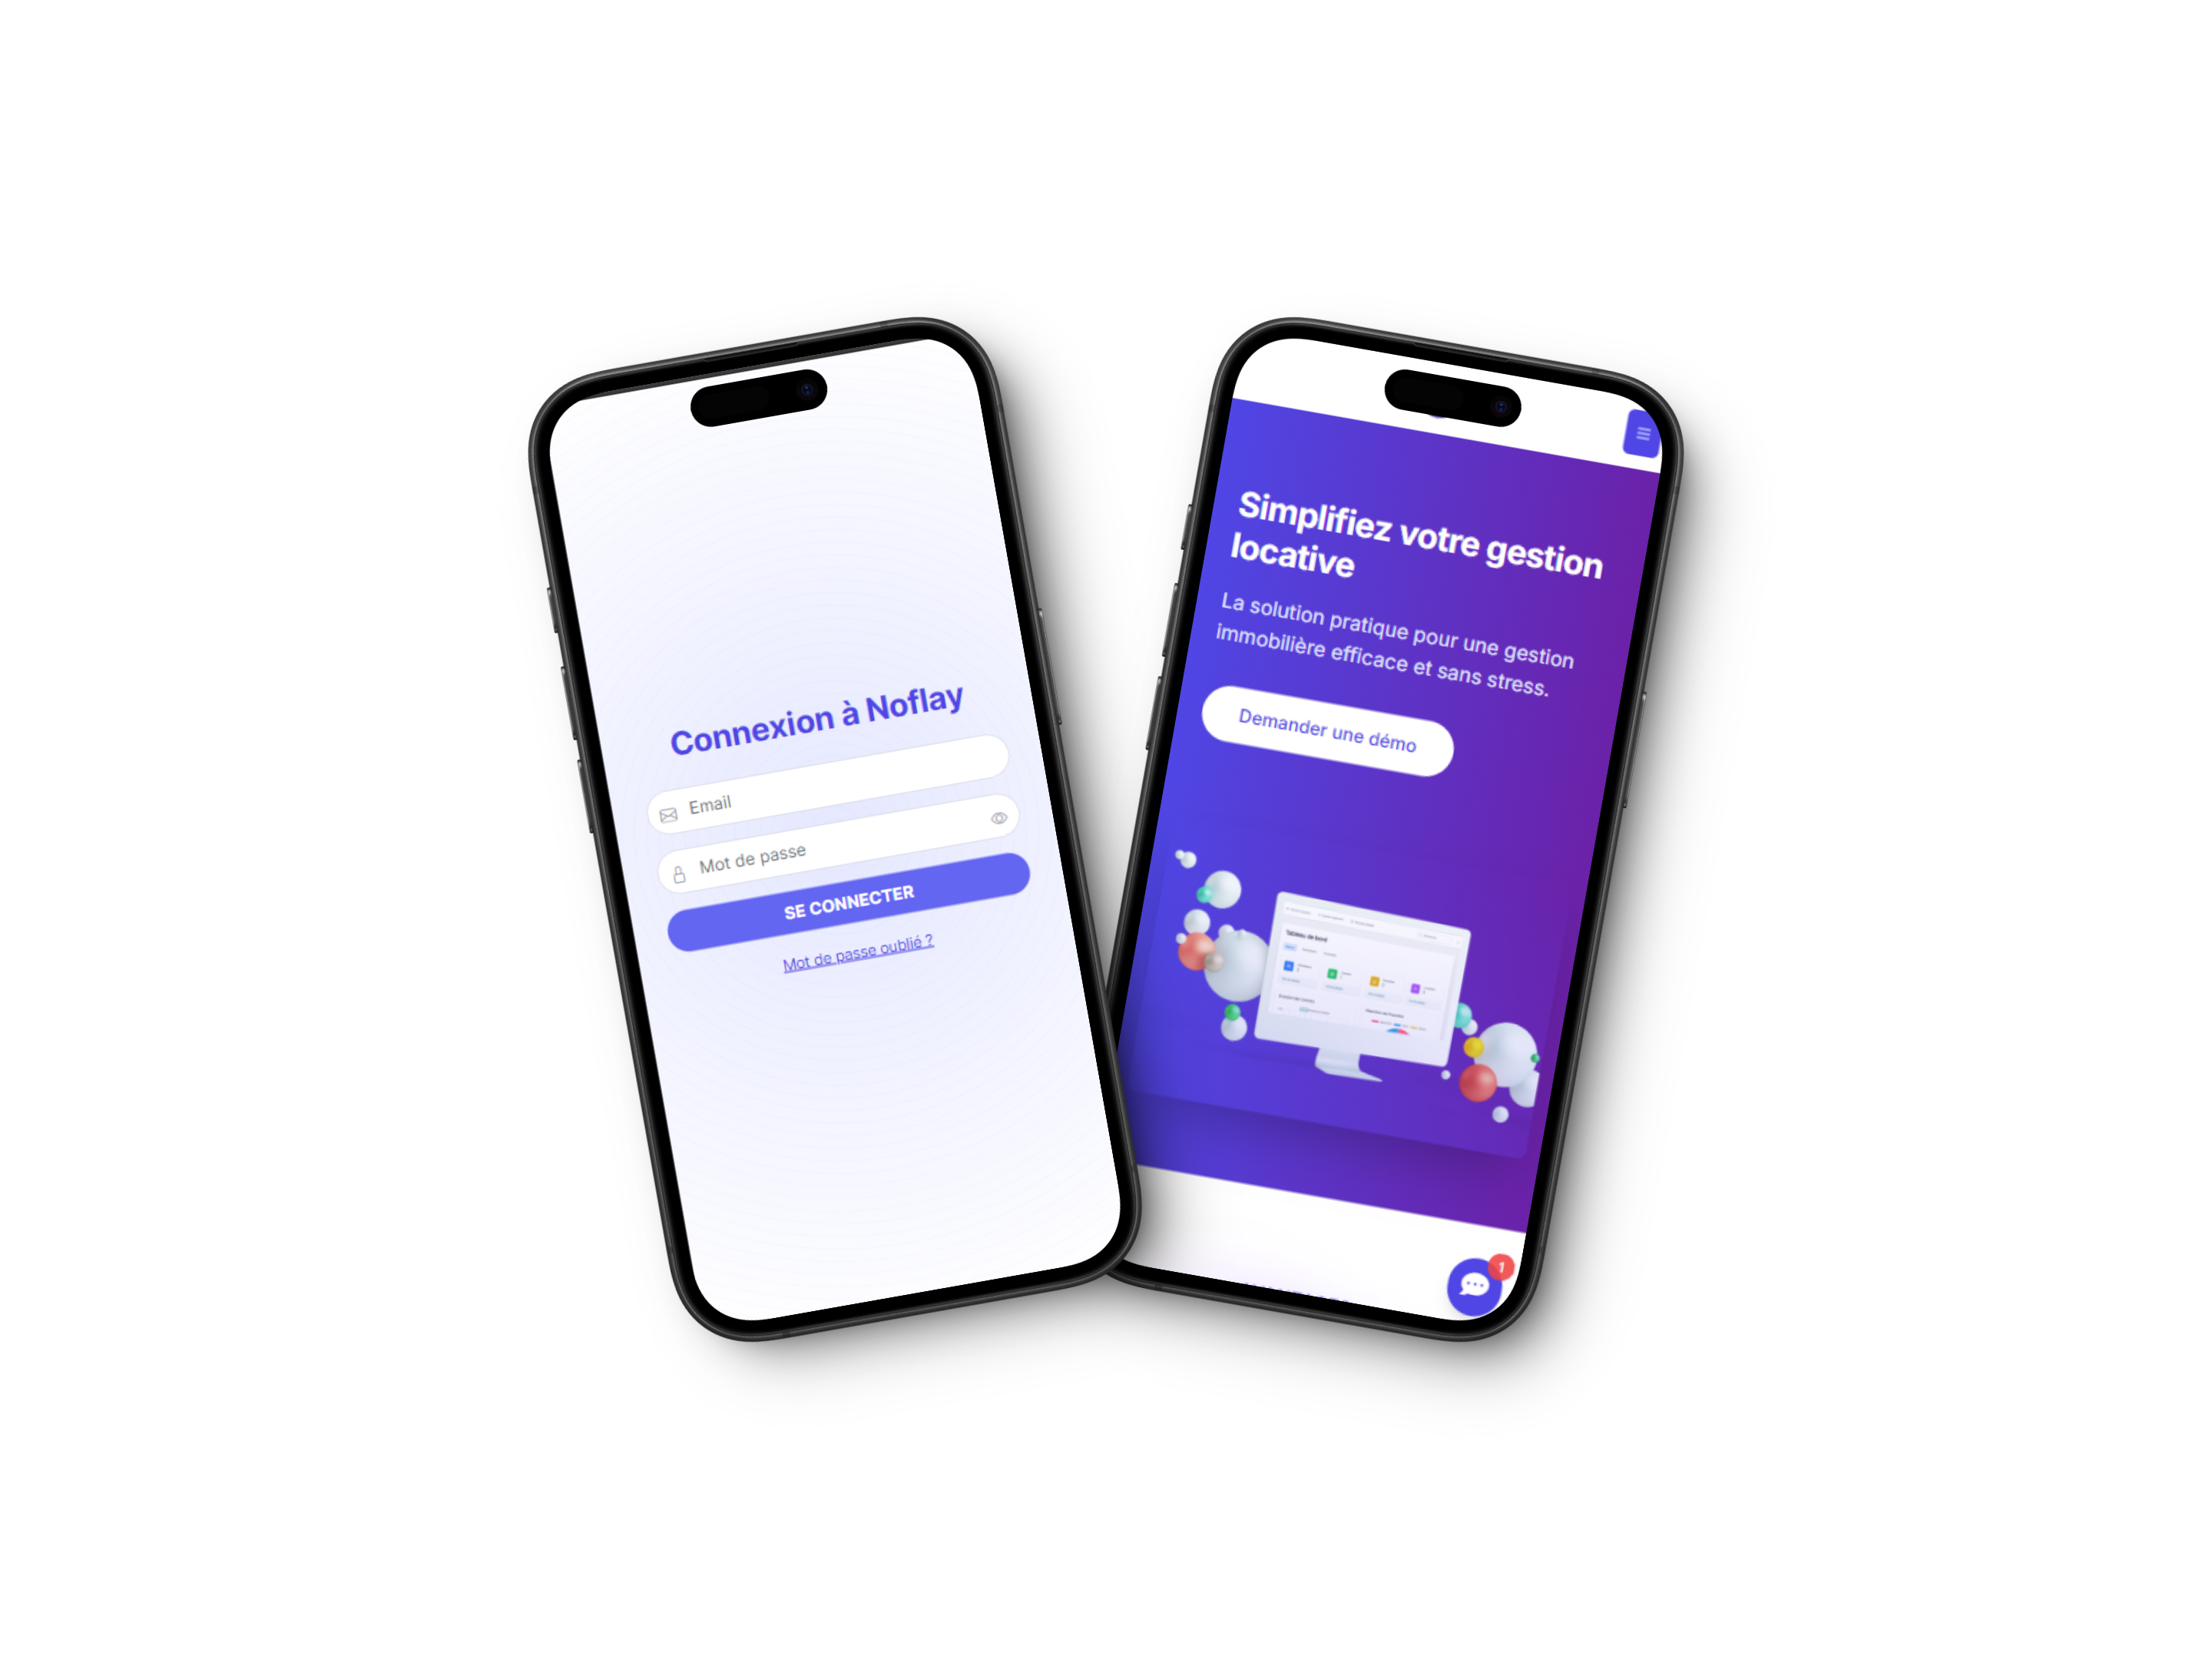 Connexion à Noflay
Email
Mot de passe
SE CONNECTER
Mot de passe oublié ?
Simplifiez votre gestion
locative
La solution pratique pour une gestion
immobilière efficace et sans stress.
Demander une démo
Tableau de bord
1